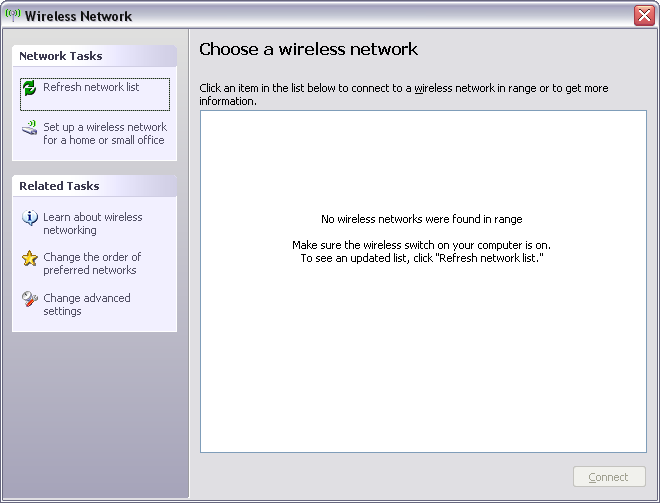 Wireless Network
Network Tasks
Refresh network list
Set up a wireless network
for a home or small office
Related Tasks
Learn about wireless
networking
Change the order of
preferred networks
Change advanced
settings
Choose a wireless network
Click an item in the list below to connect to a wireless network in range or to get more
information.
No wireless networks were found in range
Make sure the wireless switch on your computer is on.
To see an updated list, click "Refresh network list."
Connect